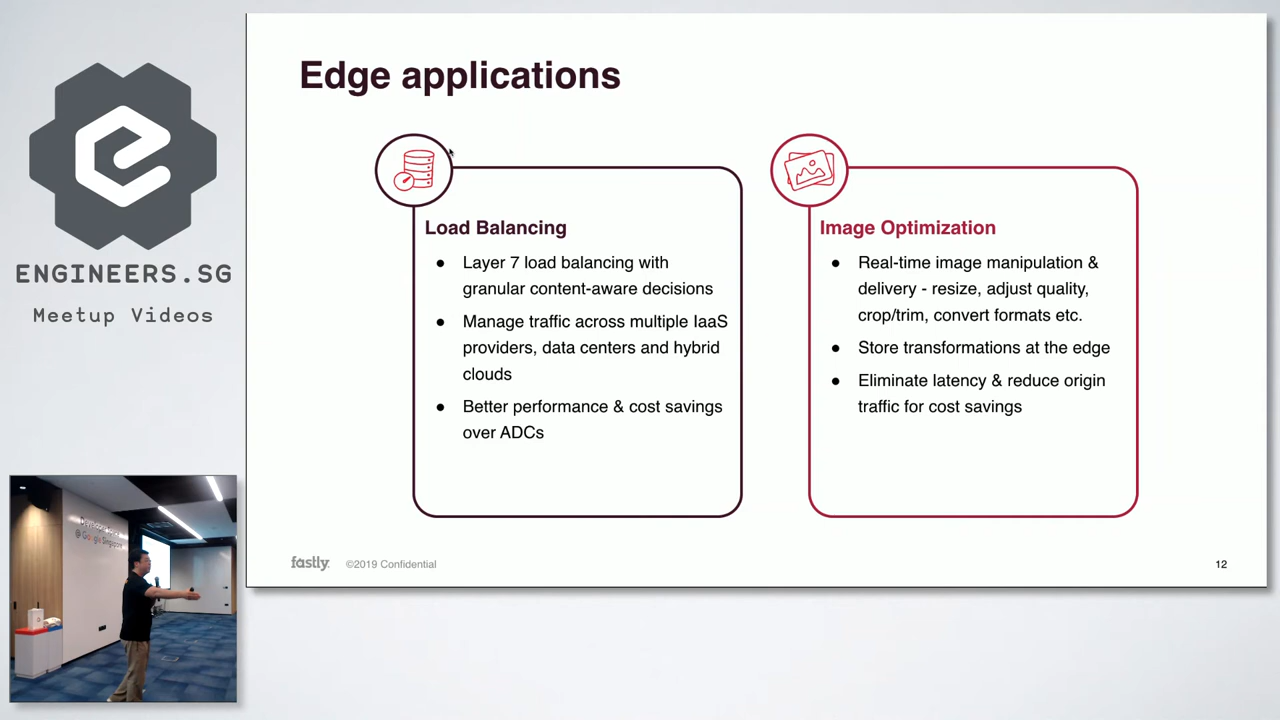 Edge applications
Load Balancing
● Layer 7 load balancing with
granular content-aware decisions
● Manage traffic across multiple IaaS
providers, data centers and hybrid
clouds
● Better performance & cost savings
over ADCs
Image Optimization
● Real-time image manipulation &
delivery - resize, adjust quality,
crop/trim, convert formats etc.
● Store transformations at the edge
● Eliminate latency & reduce origin
traffic for cost savings
fastly
©2019 Confidential
12
ENGINEERS.SG
Meetup Videos
@ Google Singapore